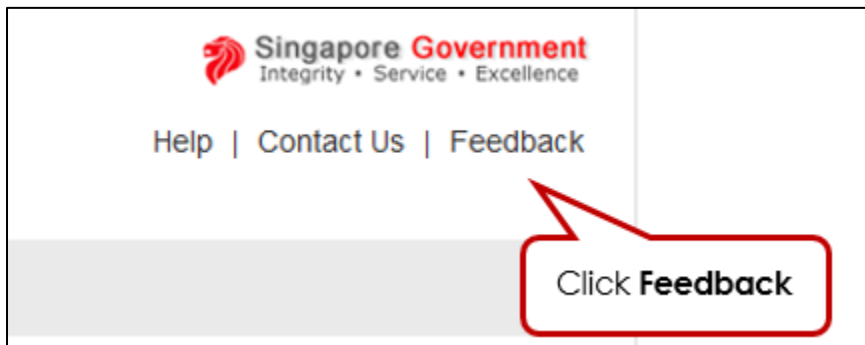 Singapore Government
Integrity • Service • Excellence
Help | Contact Us | Feedback
Click Feedback